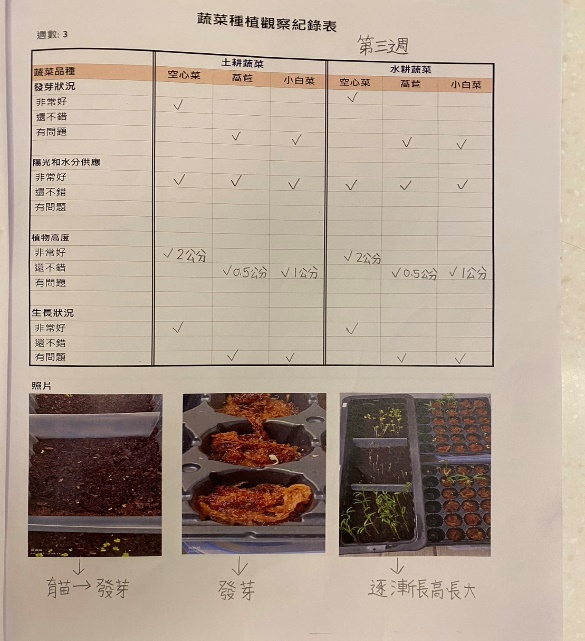 蔬菜種植觀察紀錄表
週數: 3
第三週
土耕蔬菜 水耕蔬菜
蔬菜品種 空心菜 萵苣 小白菜 空心菜 萵苣 小白菜
發芽狀況
非常好 ✓ ✓
還不錯
有問題 ✓ ✓ ✓ ✓
陽光和水分供應
非常好 ✓ ✓ ✓ ✓ ✓ ✓
還不錯
有問題
植物高度
非常好 ✓2公分 ✓2公分
還不錯 ✓0.5公分 ✓1公分 ✓0.5公分 ✓1公分
有問題
生長狀況
非常好 ✓ ✓
還不錯
有問題 ✓ ✓ ✓ ✓
照片
育苗→發芽 發芽 逐漸長高長大